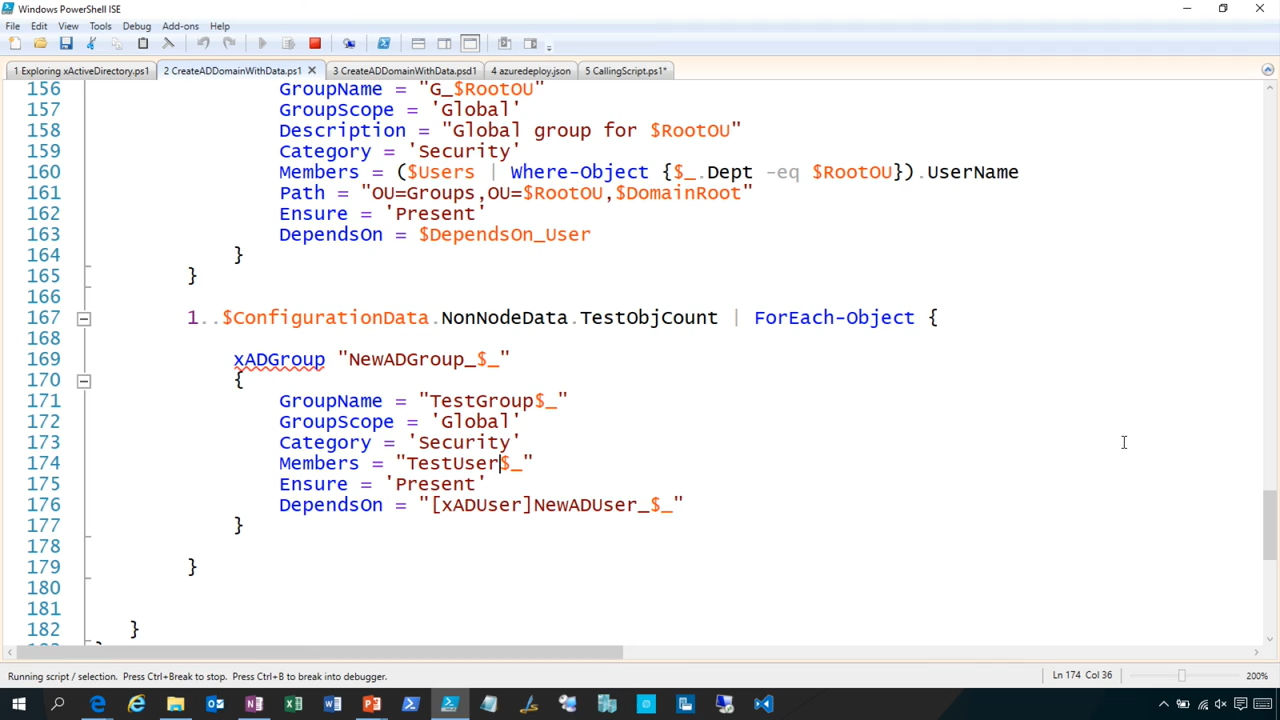 Windows PowerShell ISE
File Edit View Tools Debug Add-ons Help
1 Exploring xActiveDirectory.ps1 2 CreateADDomainWithData.ps1 3 CreateADDomainWithData.psd1 4 azuredeploy.json 5 CallingScript.ps1*
156 GroupName = "G_$RootOU"
157 GroupScope = 'Global'
158 Description = "Global group for $RootOU"
159 Category = 'Security'
160 Members = ($Users | Where-Object {$_.Dept -eq $RootOU}).UserName
161 Path = "OU=Groups,OU=$RootOU,$DomainRoot"
162 Ensure = 'Present'
163 DependsOn = $DependsOn_User
164 }
165 }
166
167 1..$ConfigurationData.NonNodeData.TestObjCount | ForEach-Object {
168
169 xADGroup "NewADGroup_$_"
170 {
171 GroupName = "TestGroup$_"
172 GroupScope = 'Global'
173 Category = 'Security'
174 Members = "TestUser$_"
175 Ensure = 'Present'
176 DependsOn = "[xADUser]NewADUser_$_"
177 }
178
179 }
180
181
182 }
Running script / selection. Press Ctrl+Break to stop. Press Ctrl+B to break into debugger. Ln 174 Col 36 200%